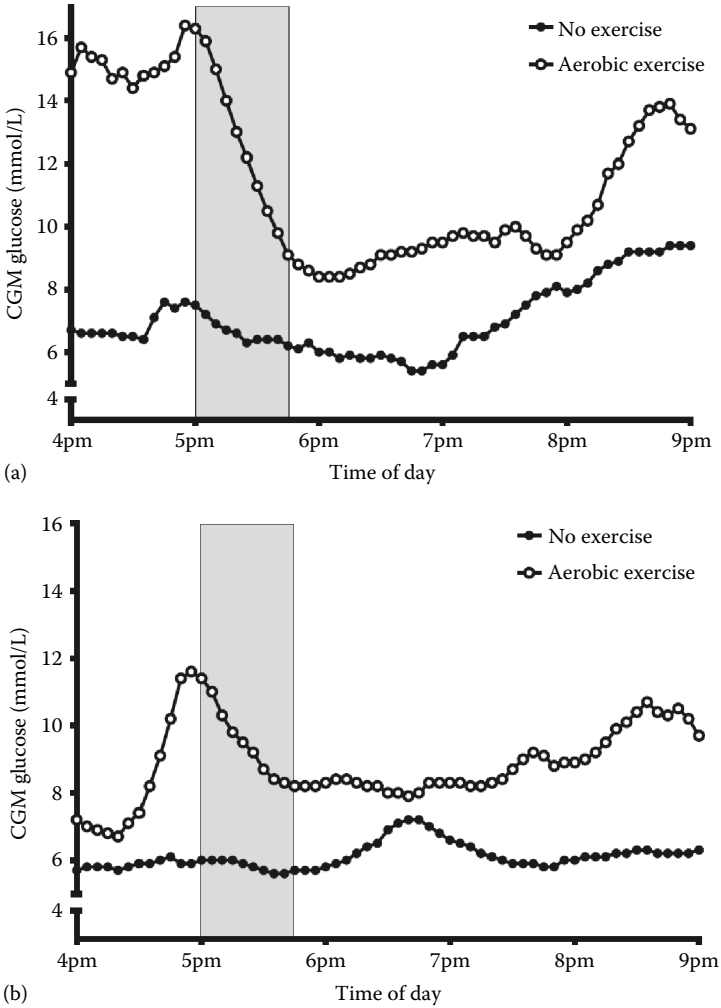 16
14
12
10
8
6
4
CGM glucose (mmol/L)
No exercise
Aerobic exercise
4pm 5pm 6pm 7pm 8pm 9pm
Time of day
(a)
16
14
12
10
8
6
4
CGM glucose (mmol/L)
No exercise
Aerobic exercise
4pm 5pm 6pm 7pm 8pm 9pm
Time of day
(b)